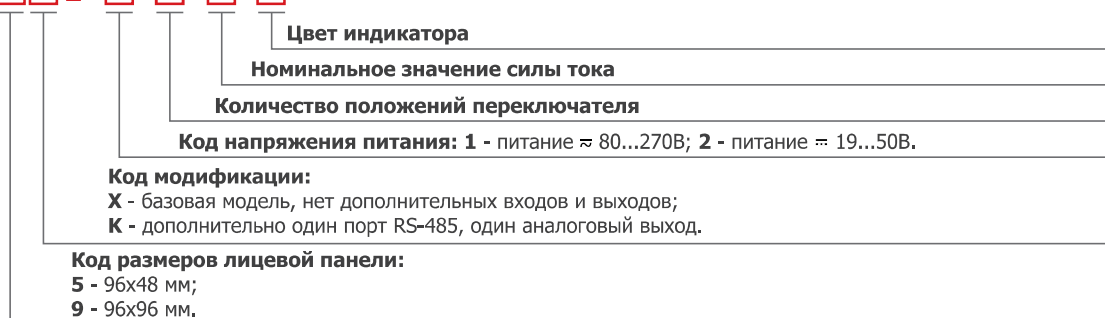 Цвет индикатора
Номинальное значение силы тока
Количество положений переключателя
Код напряжения питания: 1 - питание ≂ 80...270В; 2 - питание ⎓ 19...50В.
Код модификации:
X - базовая модель, нет дополнительных входов и выходов;
К - дополнительно один порт RS-485, один аналоговый выход.
Код размеров лицевой панели:
5 - 96x48 мм;
9 - 96x96 мм.